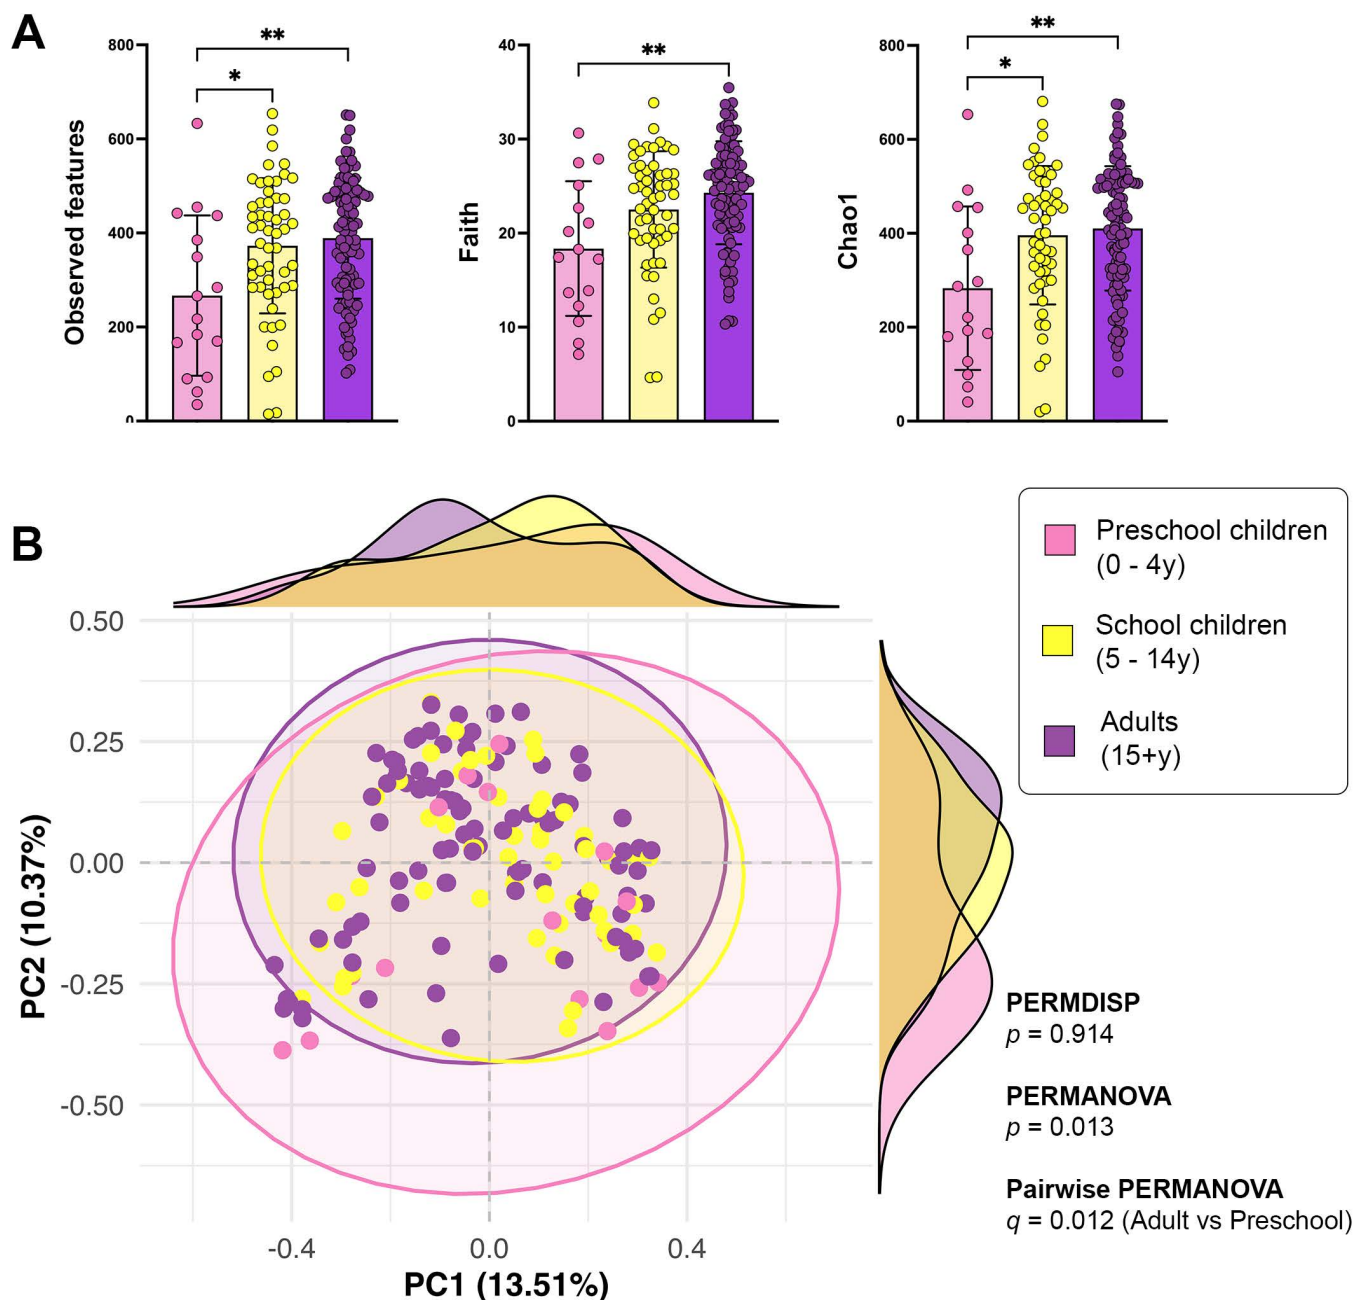 A
Observed features
800
600
400
200
0
**
*
Faith
40
30
20
10
0
**
Chao1
800
600
400
200
0
**
*
B
Preschool children
(0 - 4y)
School children
(5 - 14y)
Adults
(15+y)
PC2 (10.37%)
0.50
0.25
0.00
-0.25
-0.50
-0.4
0.0
0.4
PC1 (13.51%)
PERMDISP
p = 0.914
PERMANOVA
p = 0.013
Pairwise PERMANOVA
q = 0.012 (Adult vs Preschool)